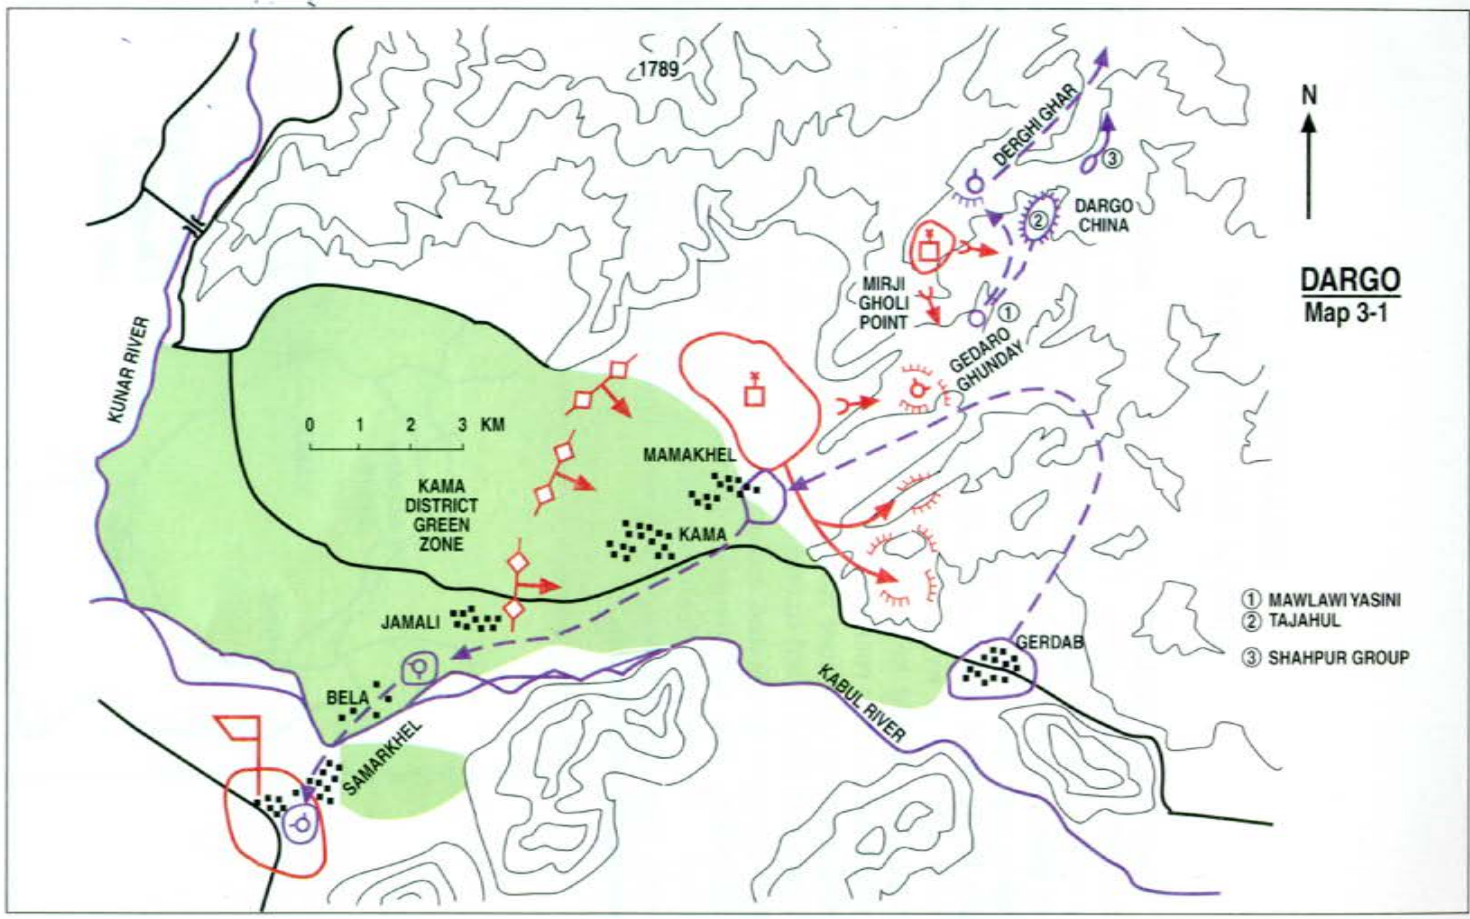 1789
N
DERGHI GHAR
③
②
DARGO
CHINA
DARGO
Map 3-1
MIRJI
GHOLI
POINT
①
GEDARO
GHUNDAY
KUNAR RIVER
0 1 2 3 KM
MAMAKHEL
KAMA
DISTRICT
GREEN
ZONE
KAMA
JAMALI
GERDAB
① MAWLAWI YASINI
② TAJAHUL
③ SHAHPUR GROUP
BELA
KABUL RIVER
SAMARKHEL